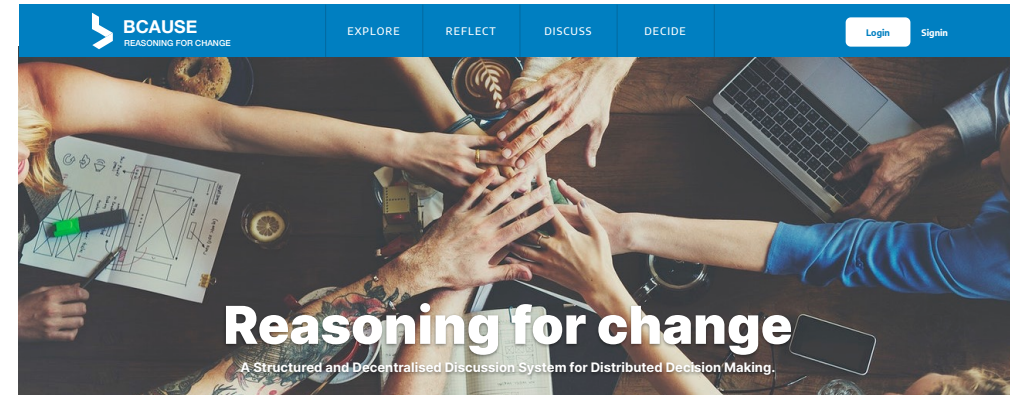 BCAUSE
REASONING FOR CHANGE
EXPLORE
REFLECT
DISCUSS
DECIDE
Login
Signin
Reasoning for change
A Structured and Decentralised Discussion System for Distributed Decision Making.